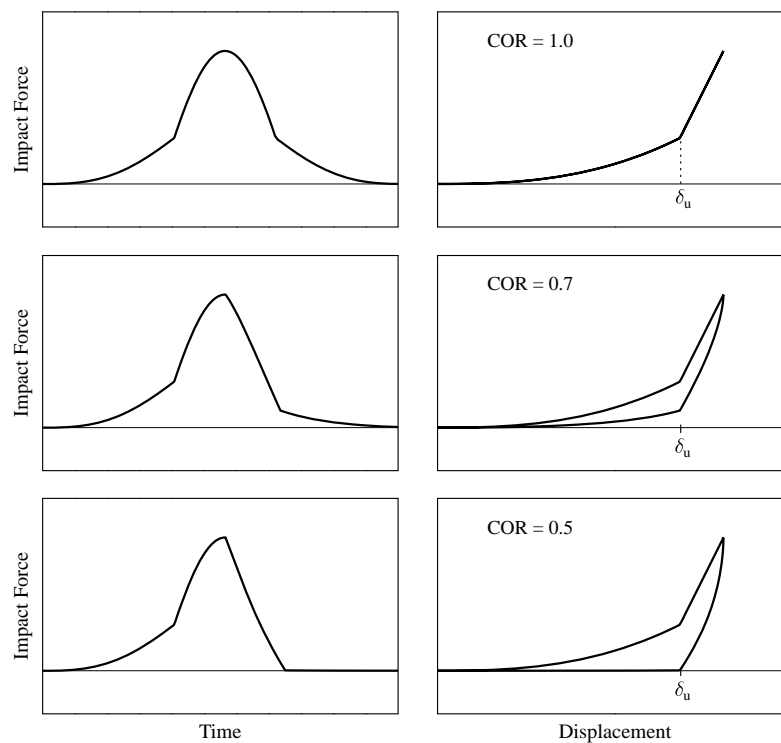 Impact Force
COR = 1.0
δu
Impact Force
COR = 0.7
δu
Impact Force
COR = 0.5
δu
Time
Displacement